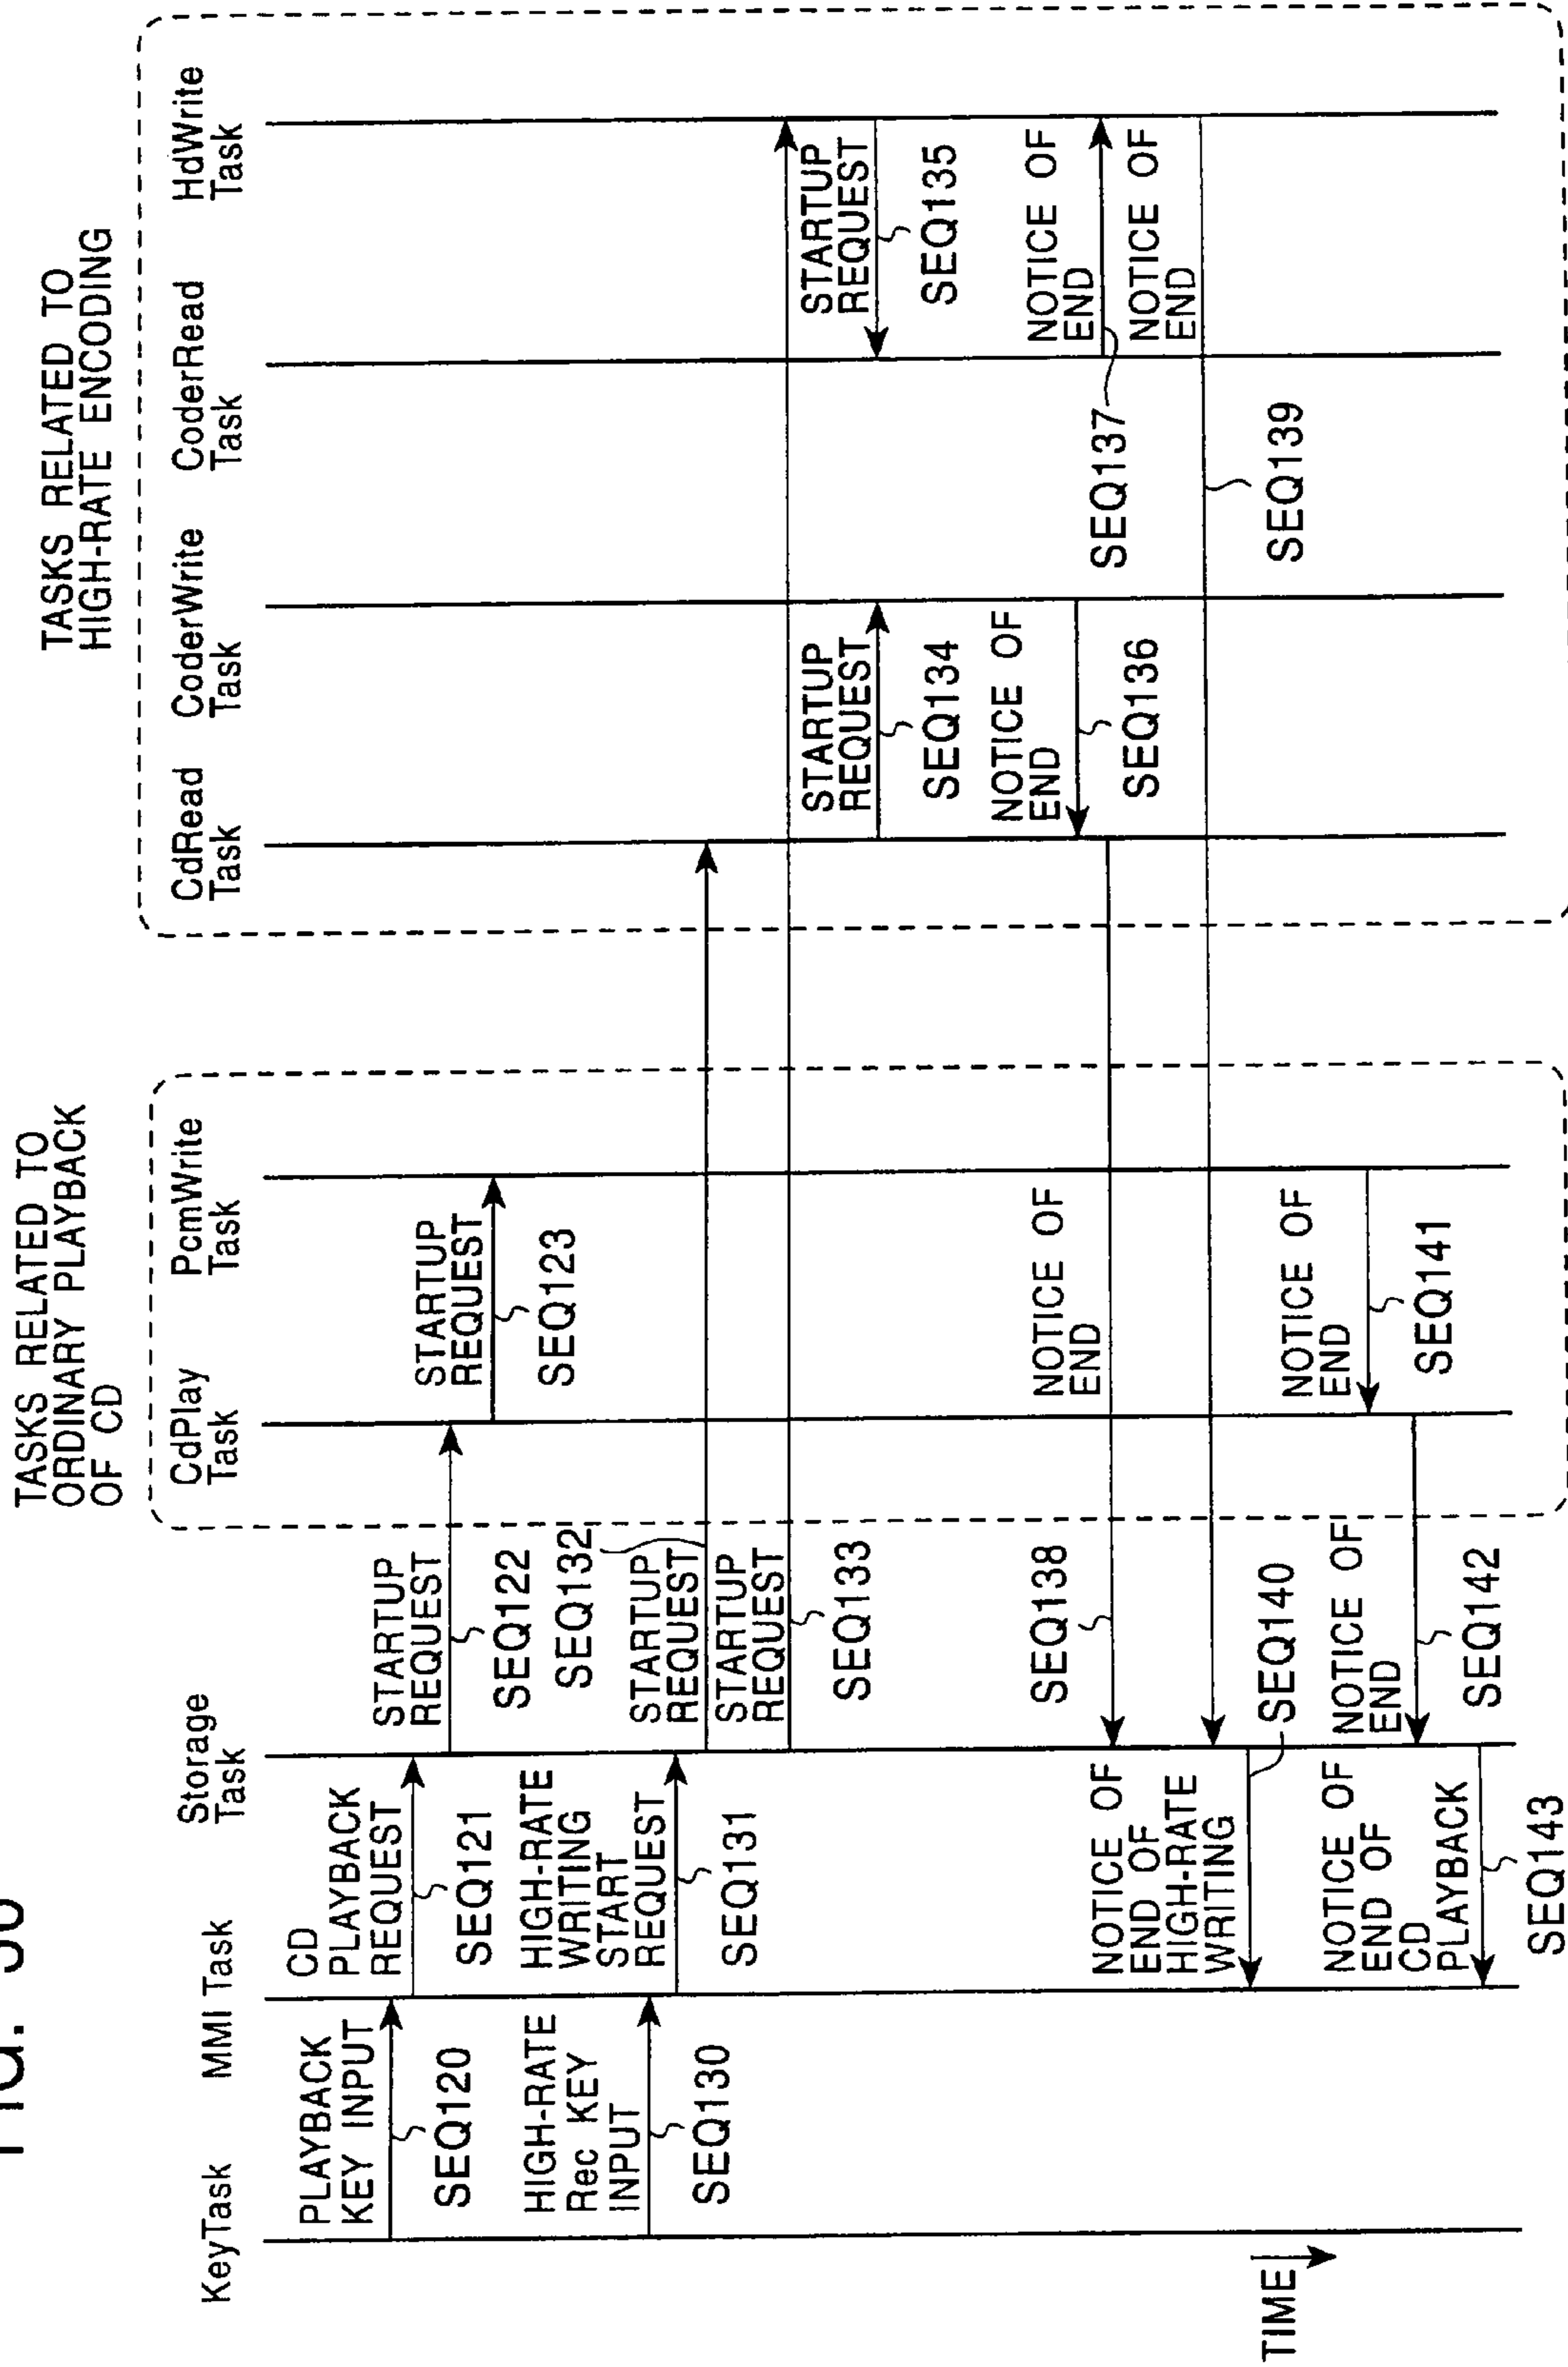 FIG.
TASKS RELATED TO
ORDINARY PLAYBACK
OF CD
TASKS RELATED TO
HIGH-RATE ENCODING
KeyTask
MMI Task
Storage
Task
CdPlay
Task
PcmWrite
Task
CdRead
Task
CoderWrite
Task
CoderRead
Task
HdWrite
Task
PLAYBACK
KEY INPUT
SEQ120
CD
PLAYBACK
REQUEST
SEQ121
STARTUP
REQUEST
SEQ122
STARTUP
REQUEST
SEQ123
HIGH-RATE
Rec KEY
INPUT
SEQ130
HIGH-RATE
WRITING
START
REQUEST
SEQ131
SEQ132
STARTUP
REQUEST
STARTUP
REQUEST
SEQ133
STARTUP
REQUEST
SEQ134
STARTUP
REQUEST
SEQ135
NOTICE OF
END
SEQ136
NOTICE OF
END
SEQ137
NOTICE OF
END
SEQ138
NOTICE OF
END
SEQ139
NOTICE OF
END OF
HIGH-RATE
WRITING
SEQ140
NOTICE OF
END
SEQ141
NOTICE OF
END
SEQ142
NOTICE OF
END OF
CD
PLAYBACK
SEQ143
TIME